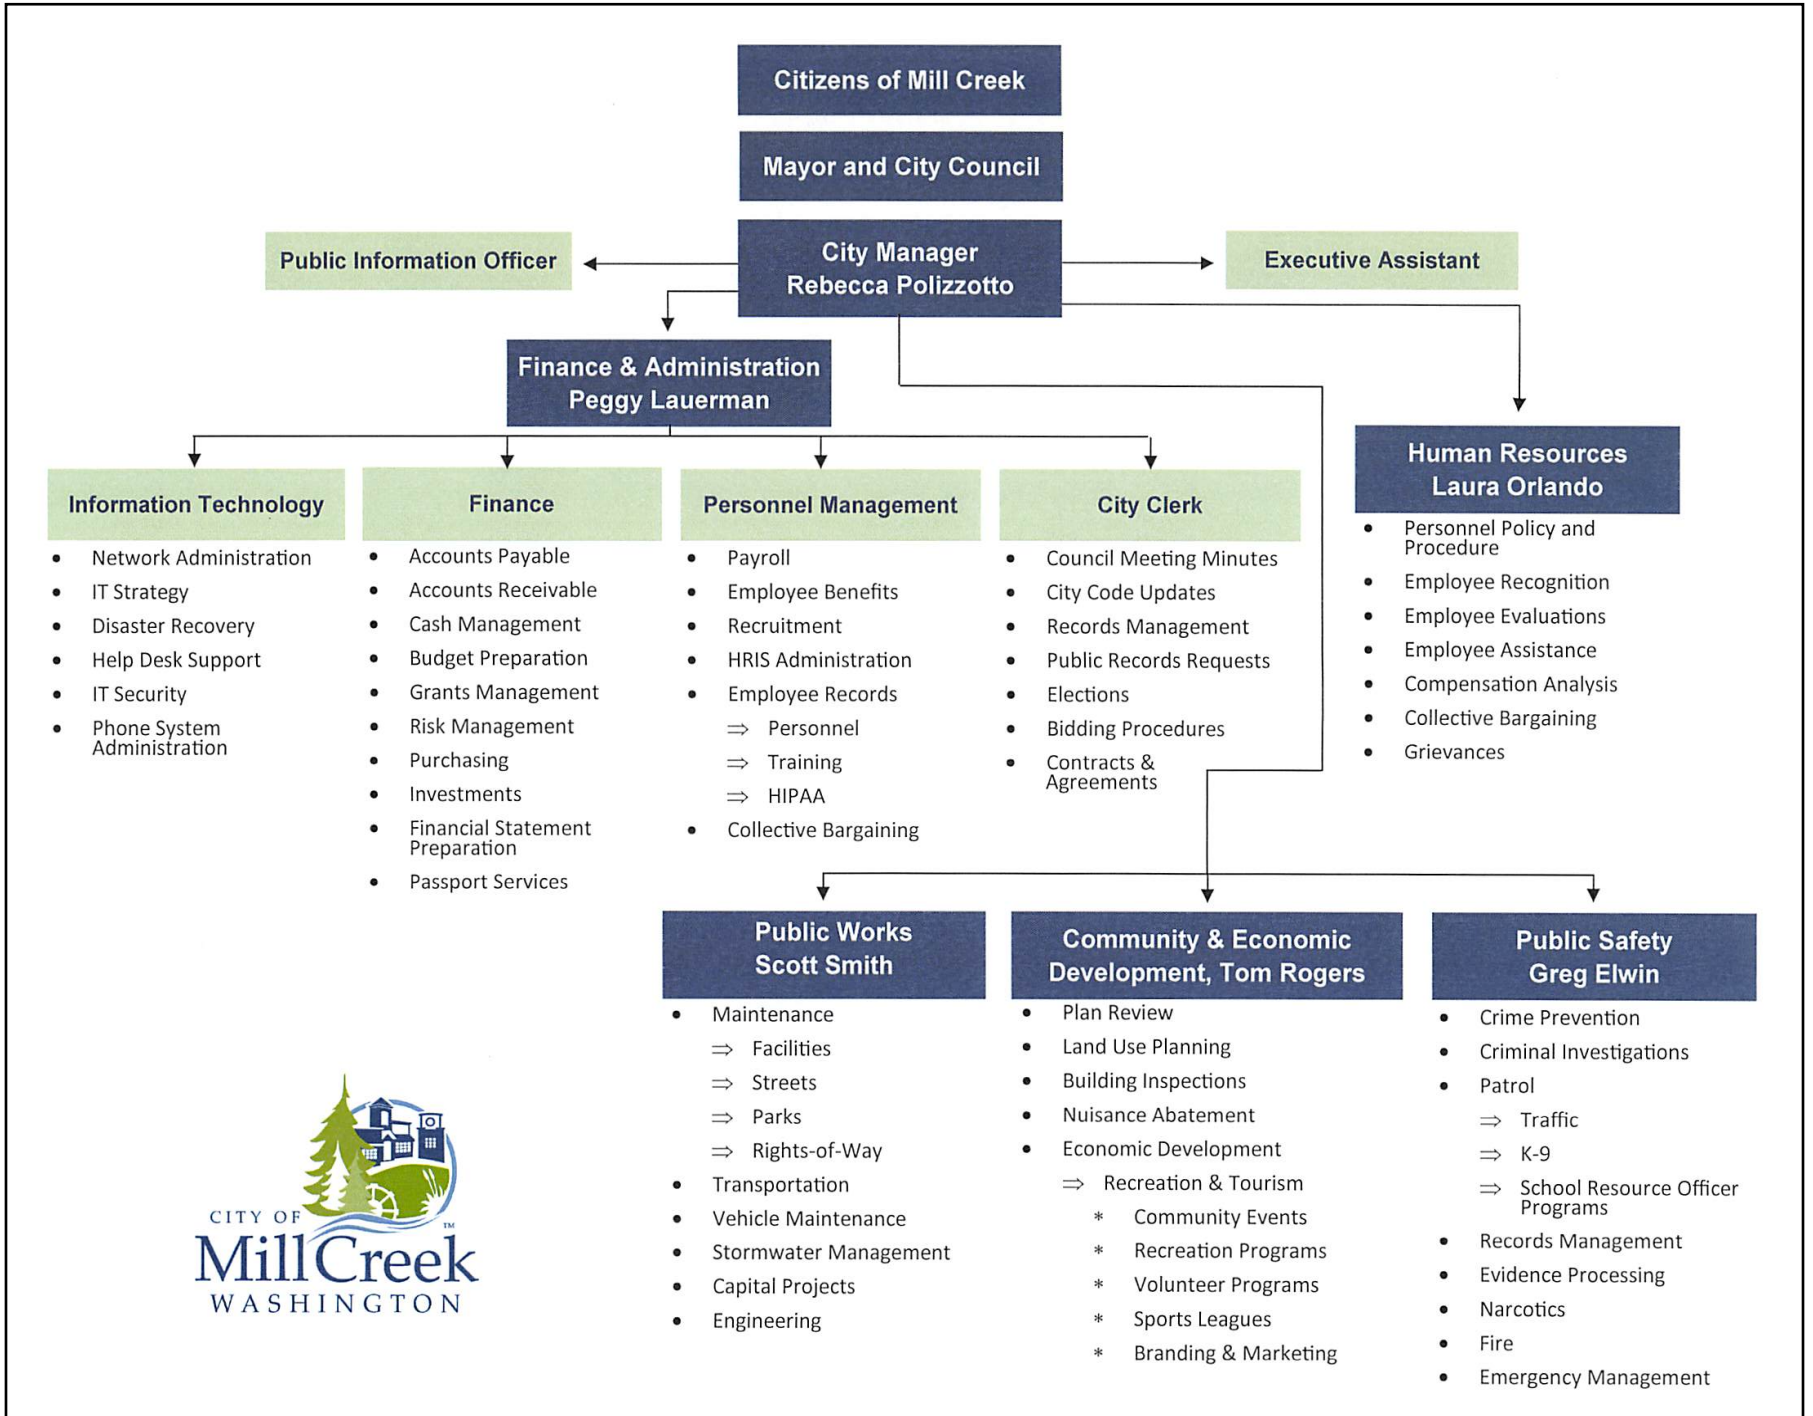 Citizens of Mill Creek
Mayor and City Council
City Manager
Rebecca Polizzotto
Public Information Officer
Executive Assistant
Finance & Administration
Peggy Lauerman
Human Resources
Laura Orlando
• Personnel Policy and
Procedure
• Employee Recognition
• Employee Evaluations
• Employee Assistance
• Compensation Analysis
• Collective Bargaining
• Grievances
Information Technology
• Network Administration
• IT Strategy
• Disaster Recovery
• Help Desk Support
• IT Security
• Phone System
Administration
Finance
• Accounts Payable
• Accounts Receivable
• Cash Management
• Budget Preparation
• Grants Management
• Risk Management
• Purchasing
• Investments
• Financial Statement
Preparation
• Passport Services
Personnel Management
• Payroll
• Employee Benefits
• Recruitment
• HRIS Administration
• Employee Records
⇒ Personnel
⇒ Training
⇒ HIPAA
• Collective Bargaining
City Clerk
• Council Meeting Minutes
• City Code Updates
• Records Management
• Public Records Requests
• Elections
• Bidding Procedures
• Contracts &
Agreements
Public Works
Scott Smith
• Maintenance
⇒ Facilities
⇒ Streets
⇒ Parks
⇒ Rights-of-Way
• Transportation
• Vehicle Maintenance
• Stormwater Management
• Capital Projects
• Engineering
Community & Economic
Development, Tom Rogers
• Plan Review
• Land Use Planning
• Building Inspections
• Nuisance Abatement
• Economic Development
⇒ Recreation & Tourism
* Community Events
* Recreation Programs
* Volunteer Programs
* Sports Leagues
* Branding & Marketing
Public Safety
Greg Elwin
• Crime Prevention
• Criminal Investigations
• Patrol
⇒ Traffic
⇒ K-9
⇒ School Resource Officer
Programs
• Records Management
• Evidence Processing
• Narcotics
• Fire
• Emergency Management
CITY OF
Mill Creek
WASHINGTON
TM